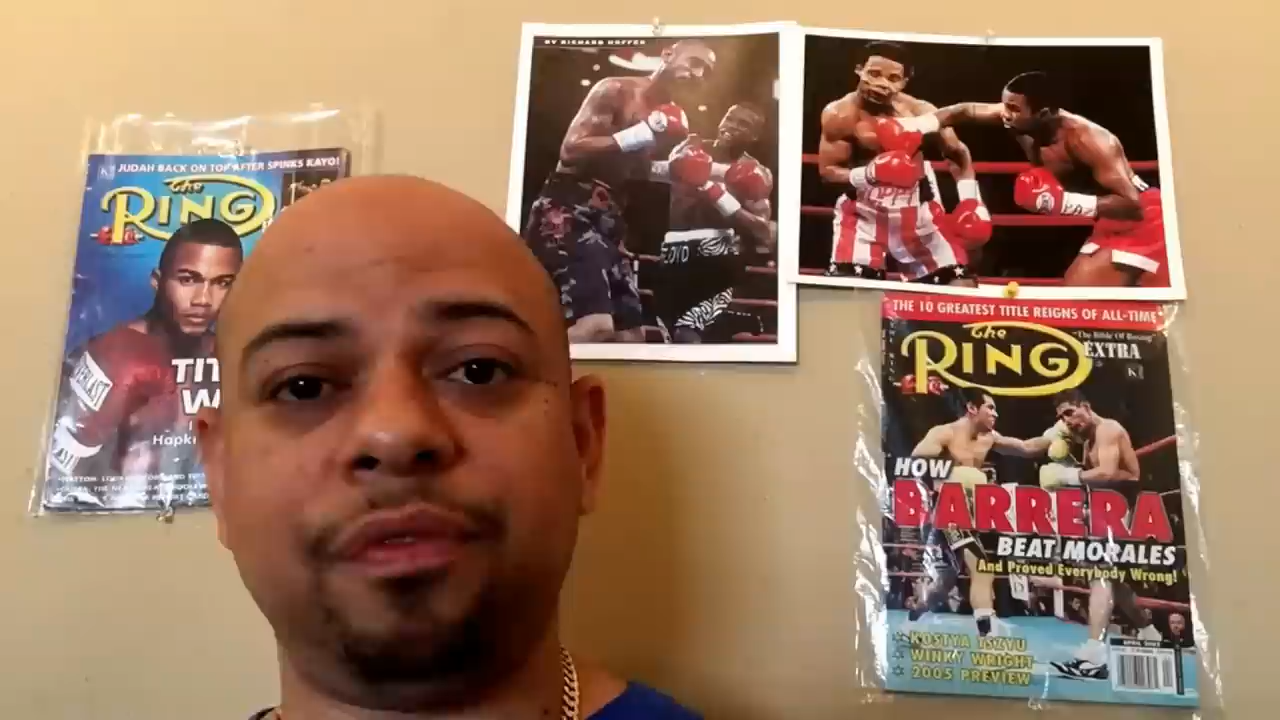 JUDAH BACK ON TOP AFTER SPINKS KAYO!
The
RING
EVERLAST
TIT
W
Hopk
BY RICHARD HOFFER
LOYD
THE 10 GREATEST TITLE REIGNS OF ALL-TIME
The
RING
"The Bible Of Boxing"
EXTRA
K
HOW
BARRERA
BEAT MORALES
And Proved Everybody Wrong!
KOSTYA TSZYU
WINKY WRIGHT
2005 PREVIEW